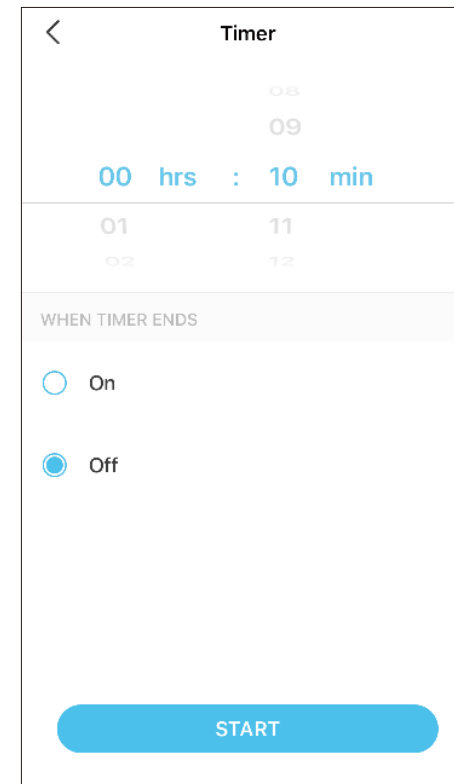 Timer
08
09
00 hrs : 10 min
01 11
02 12
WHEN TIMER ENDS
On
Off
START